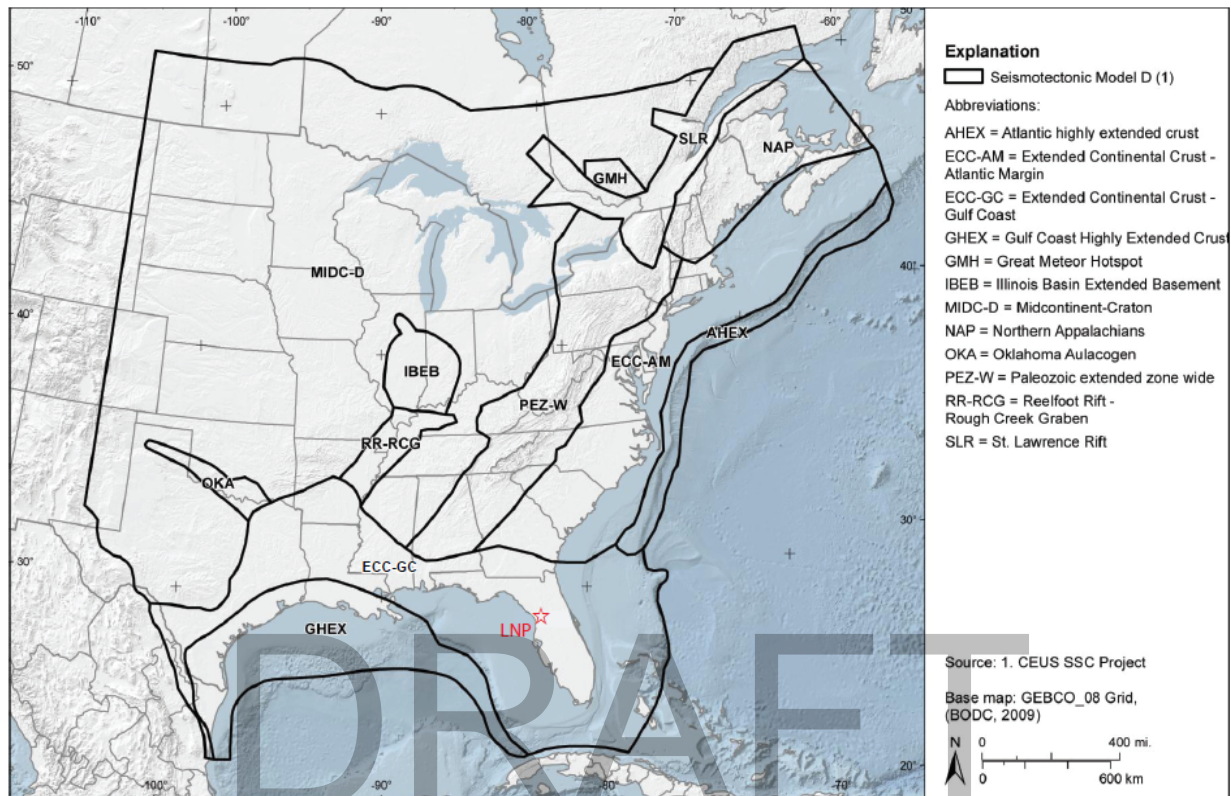 -110°
-100°
-90°
-80°
-70°
-60°
50°
50°
40°
40°
30°
30°
20°
-100°
-90°
-80°
-70°
SLR
NAP
GMH
MIDC-D
AHEX
ECC-AM
IBEB
PEZ-W
RR-RCG
OKA
ECC-GC
LNP
GHEX
DRAFT
Explanation
Seismotectonic Model D (1)
Abbreviations:
AHEX = Atlantic highly extended crust
ECC-AM = Extended Continental Crust -
Atlantic Margin
ECC-GC = Extended Continental Crust -
Gulf Coast
GHEX = Gulf Coast Highly Extended Crust
GMH = Great Meteor Hotspot
IBEB = Illinois Basin Extended Basement
MIDC-D = Midcontinent-Craton
NAP = Northern Appalachians
OKA = Oklahoma Aulacogen
PEZ-W = Paleozoic extended zone wide
RR-RCG = Reelfoot Rift -
Rough Creek Graben
SLR = St. Lawrence Rift
Source: 1. CEUS SSC Project
Base map: GEBCO_08 Grid,
(BODC, 2009)
N
0 400 mi.
0 600 km